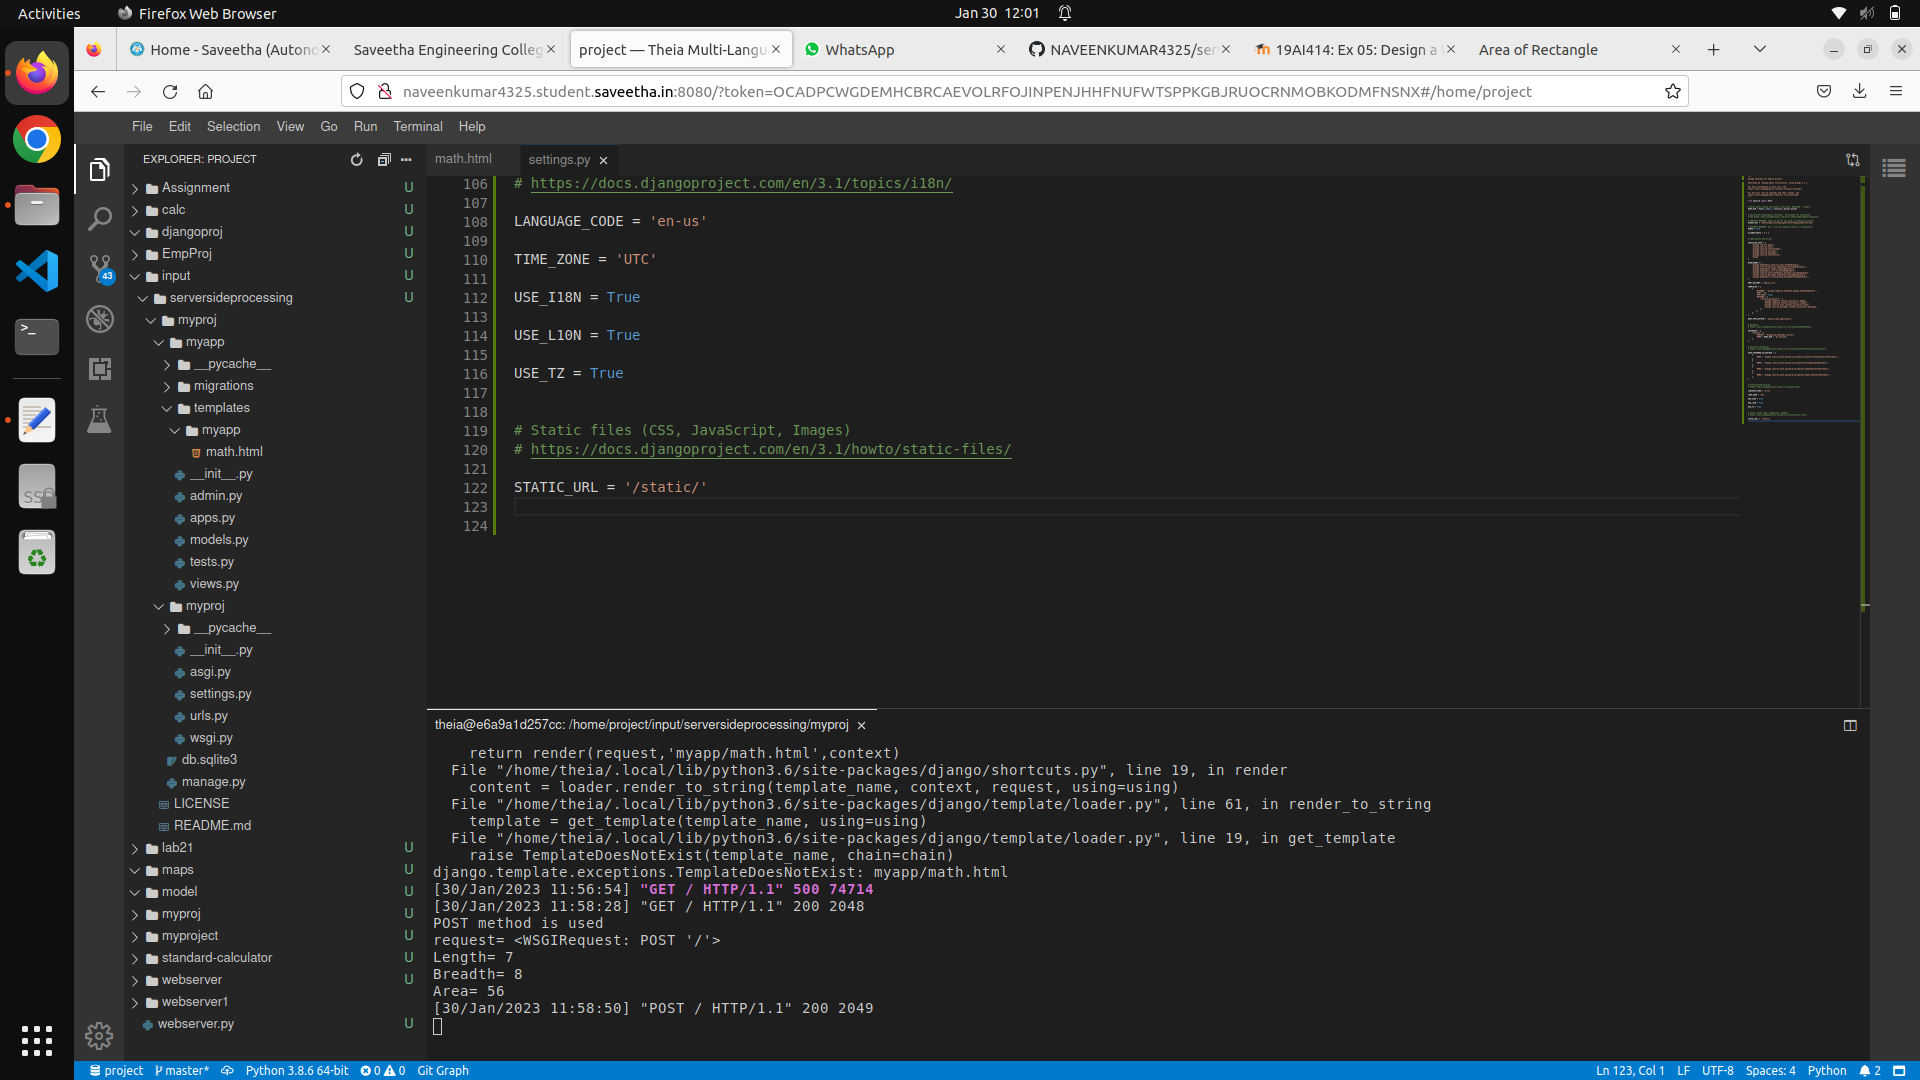 Activities
Firefox Web Browser
Jan 30 12:01
Home - Saveetha (Autono
Saveetha Engineering Colleg
project — Theia Multi-Langu
WhatsApp
NAVEENKUMAR4325/ser
19AI414: Ex 05: Design a
Area of Rectangle
naveenkumar4325.student.saveetha.in:8080/?token=OCADPCWGDEMHCBRCAEVOLRFOJINPENJHHFNUFWTSPPKGBJRUOCRNMOBKODMFNSNX#/home/project
File Edit Selection View Go Run Terminal Help
EXPLORER: PROJECT
math.html
settings.py
Assignment U
calc U
djangoproj U
EmpProj U
input U
serversideprocessing U
myproj
myapp
__pycache__
migrations
templates
myapp
math.html
__init__.py
admin.py
apps.py
models.py
tests.py
views.py
myproj
__pycache__
__init__.py
asgi.py
settings.py
urls.py
wsgi.py
db.sqlite3
manage.py
LICENSE
README.md
lab21 U
maps U
model U
myproj U
myproject U
standard-calculator U
webserver U
webserver1 U
webserver.py U
43
106 # https://docs.djangoproject.com/en/3.1/topics/i18n/
107
108 LANGUAGE_CODE = 'en-us'
109
110 TIME_ZONE = 'UTC'
111
112 USE_I18N = True
113
114 USE_L10N = True
115
116 USE_TZ = True
117
118
119 # Static files (CSS, JavaScript, Images)
120 # https://docs.djangoproject.com/en/3.1/howto/static-files/
121
122 STATIC_URL = '/static/'
123
124
theia@e6a9a1d257cc: /home/project/input/serversideprocessing/myproj
return render(request,'myapp/math.html',context)
File "/home/theia/.local/lib/python3.6/site-packages/django/shortcuts.py", line 19, in render
content = loader.render_to_string(template_name, context, request, using=using)
File "/home/theia/.local/lib/python3.6/site-packages/django/template/loader.py", line 61, in render_to_string
template = get_template(template_name, using=using)
File "/home/theia/.local/lib/python3.6/site-packages/django/template/loader.py", line 19, in get_template
raise TemplateDoesNotExist(template_name, chain=chain)
django.template.exceptions.TemplateDoesNotExist: myapp/math.html
[30/Jan/2023 11:56:54] "GET / HTTP/1.1" 500 74714
[30/Jan/2023 11:58:28] "GET / HTTP/1.1" 200 2048
POST method is used
request= <WSGIRequest: POST '/'>
Length= 7
Breadth= 8
Area= 56
[30/Jan/2023 11:58:50] "POST / HTTP/1.1" 200 2049
project master* Python 3.8.6 64-bit 0 0 Git Graph
Ln 123, Col 1 LF UTF-8 Spaces: 4 Python 2